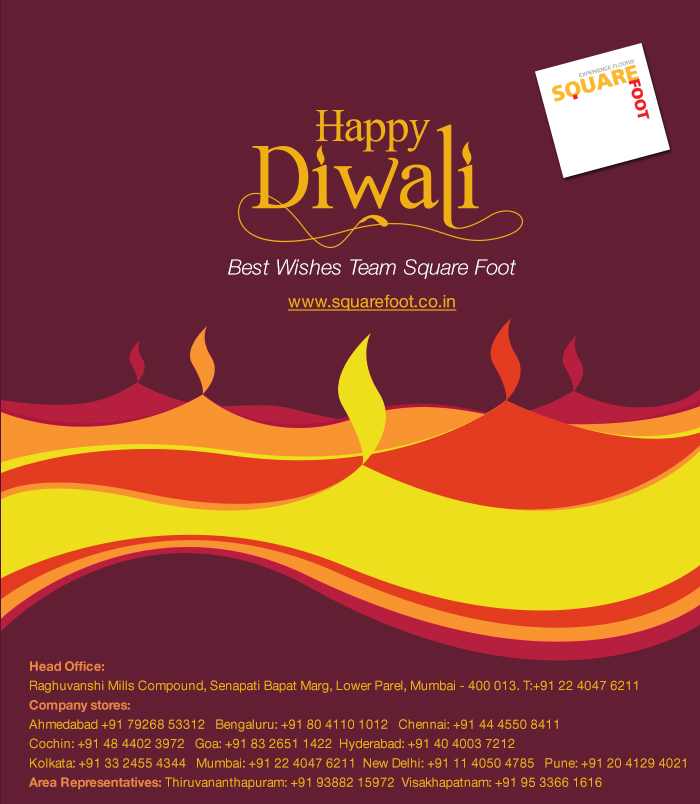 EXPERIENCE FLOORS!
SQUARE
FOOT
Happy
Diwali
Best Wishes Team Square Foot
www.squarefoot.co.in
Head Office:
Raghuvanshi Mills Compound, Senapati Bapat Marg, Lower Parel, Mumbai - 400 013. T:+91 22 4047 6211
Company stores:
Ahmedabad +91 79268 53312 Bengaluru: +91 80 4110 1012 Chennai: +91 44 4550 8411
Cochin: +91 48 4402 3972 Goa: +91 83 2651 1422 Hyderabad: +91 40 4003 7212
Kolkata: +91 33 2455 4344 Mumbai: +91 22 4047 6211 New Delhi: +91 11 4050 4785 Pune: +91 20 4129 4021
Area Representatives: Thiruvananthapuram: +91 93882 15972 Visakhapatnam: +91 95 3366 1616